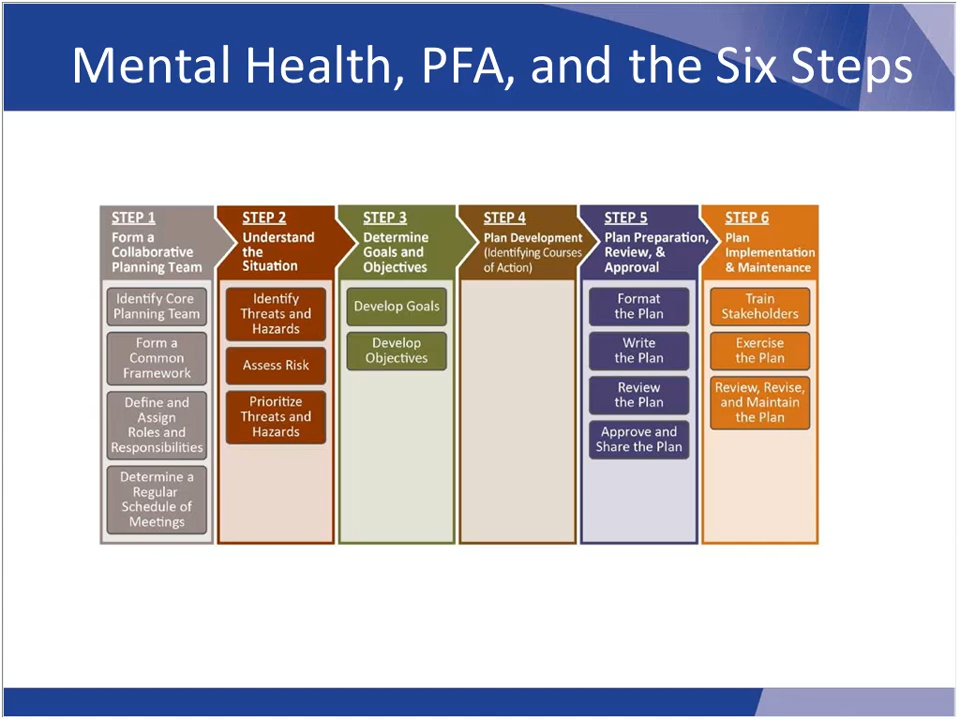 Mental Health, PFA, and the Six Steps
STEP 1
Form a
Collaborative
Planning Team
Identify Core
Planning Team
Form a
Common
Framework
Define and
Assign
Roles and
Responsibilities
Determine a
Regular
Schedule of
Meetings
STEP 2
Understand
the
Situation
Identify
Threats and
Hazards
Assess Risk
Prioritize
Threats and
Hazards
STEP 3
Determine
Goals and
Objectives
Develop Goals
Develop
Objectives
STEP 4
Plan Development
(Identifying Courses
of Action)
STEP 5
Plan Preparation,
Review, &
Approval
Format
the Plan
Write
the Plan
Review
the Plan
Approve and
Share the Plan
STEP 6
Plan
Implementation
& Maintenance
Train
Stakeholders
Exercise
the Plan
Review, Revise,
and Maintain
the Plan